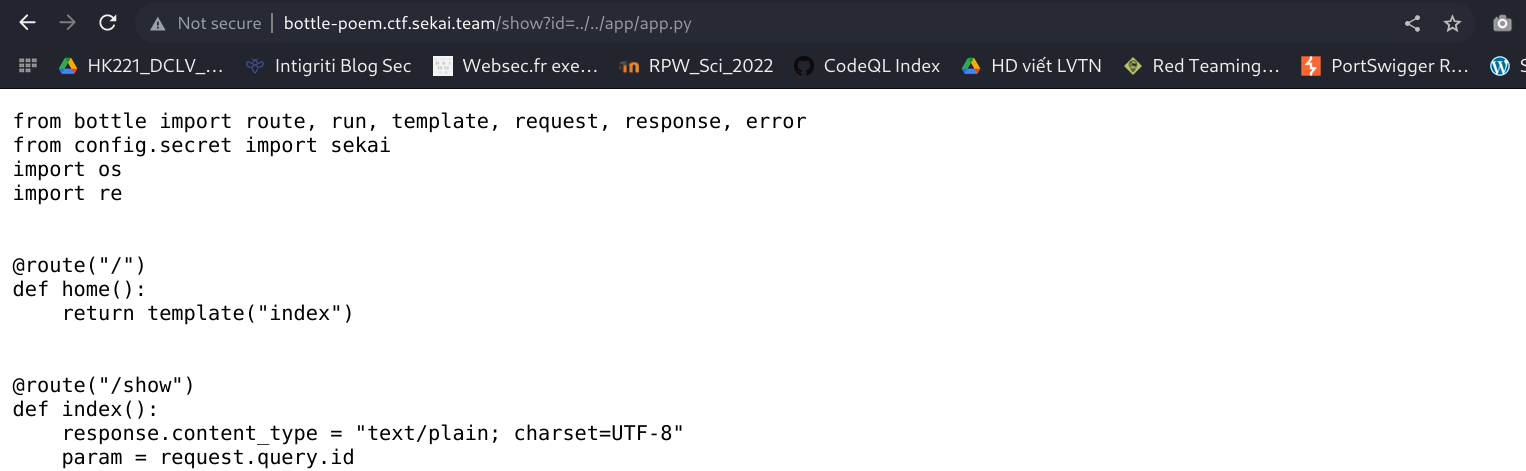 Not secure | bottle-poem.ctf.sekai.team/show?id=../../app/app.py
HK221_DCLV_... Intigriti Blog Sec Websec.fr exe... RPW_Sci_2022 CodeQL Index HD viết LVTN Red Teaming... PortSwigger R... S
from bottle import route, run, template, request, response, error
from config.secret import sekai
import os
import re
@route("/")
def home():
    return template("index")
@route("/show")
def index():
    response.content_type = "text/plain; charset=UTF-8"
    param = request.query.id